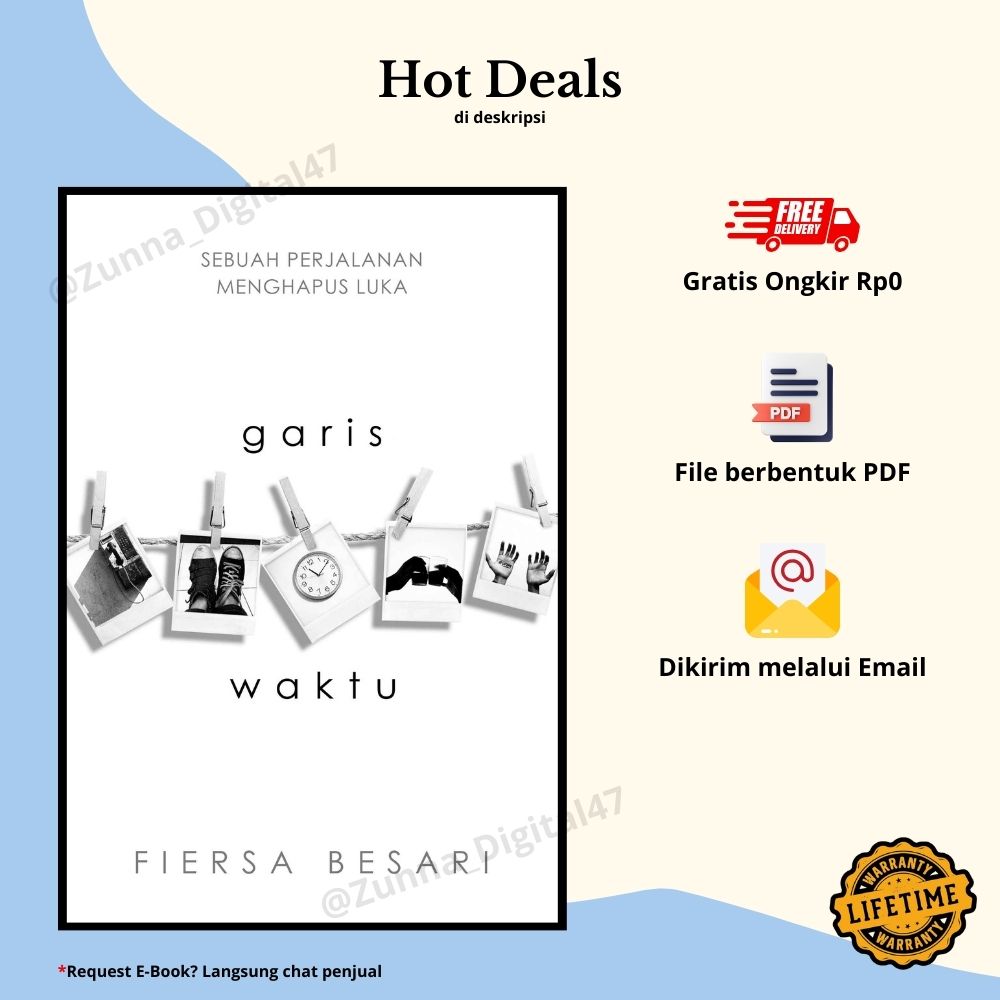 Hot Deals
di deskripsi
@Zunna_Digital47
SEBUAH PERJALANAN
MENGHAPUS LUKA
garis
waktu
FIERSA BESARI
@Zunna_Digital47
FREE
DELIVERY
Gratis Ongkir Rp0
PDF
File berbentuk PDF
@
Dikirim melalui Email
WARRANTY
LIFETIME
WARRANTY
*Request E-Book? Langsung chat penjual